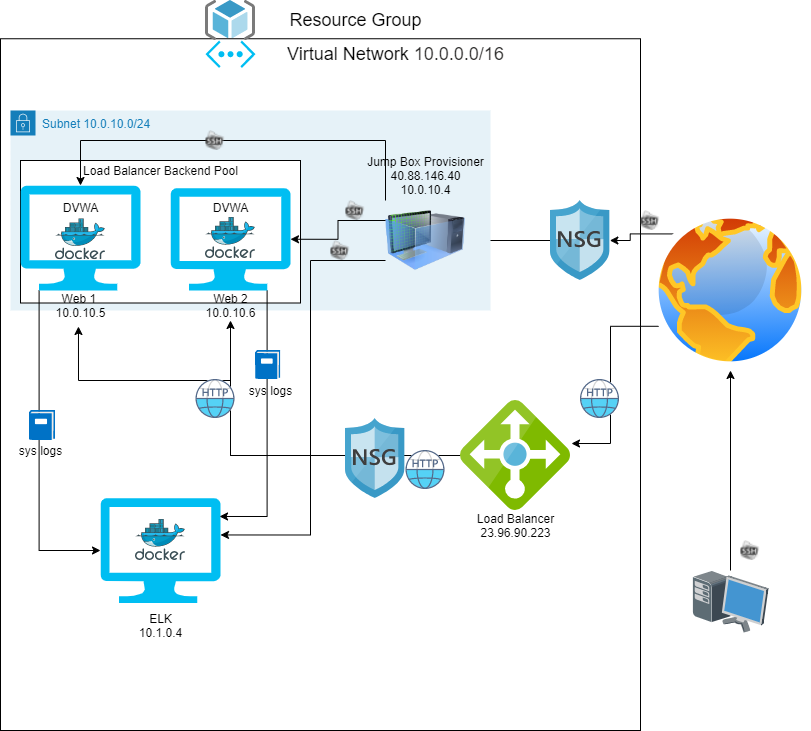 Resource Group
Virtual Network 10.0.0.0/16
Subnet 10.0.10.0/24
SSH
Load Balancer Backend Pool
Jump Box Provisioner
40.88.146.40
10.0.10.4
DVWA
docker
DVWA
docker
SSH
SSH
SSH
NSG
Web 1
10.0.10.5
Web 2
10.0.10.6
sys logs
HTTP
HTTP
sys logs
NSG
HTTP
Load Balancer
23.96.90.223
docker
SSH
ELK
10.1.0.4